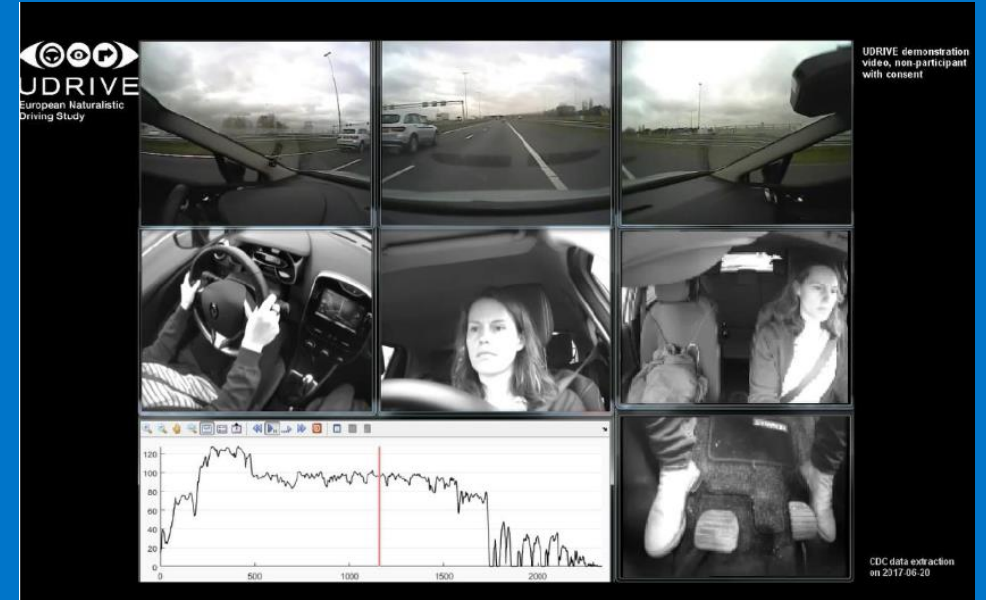 UDRIVE
European Naturalistic
Driving Study
UDRIVE demonstration
video, non-participant
with consent
120
100
80
60
40
20
0
0 500 1000 1500 2000
CDC data extraction
on 2017-06-20